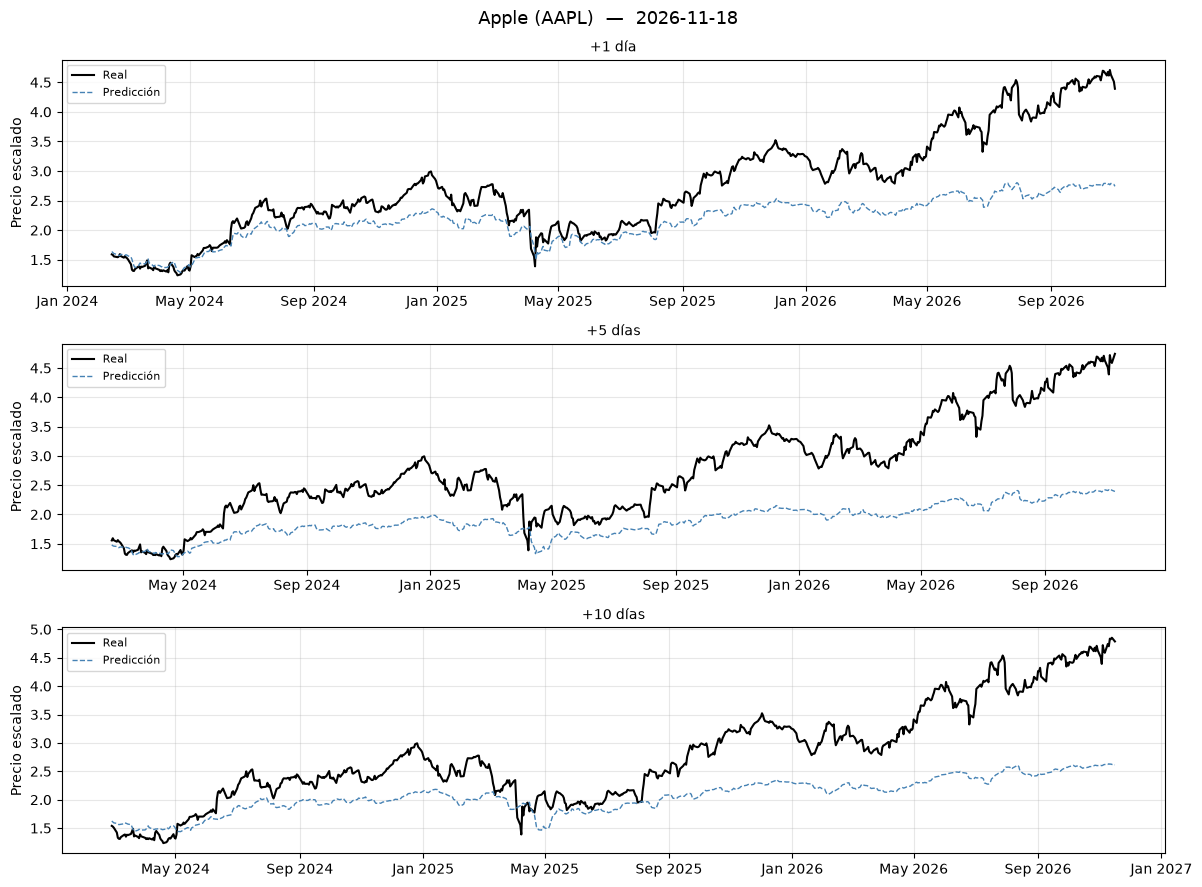 Apple (AAPL) — 2026-11-18
+1 día
Precio escalado
4.5
4.0
3.5
3.0
2.5
2.0
1.5
Real
Predicción
Jan 2024 May 2024 Sep 2024 Jan 2025 May 2025 Sep 2025 Jan 2026 May 2026 Sep 2026
+5 días
Precio escalado
4.5
4.0
3.5
3.0
2.5
2.0
1.5
Real
Predicción
May 2024 Sep 2024 Jan 2025 May 2025 Sep 2025 Jan 2026 May 2026 Sep 2026
+10 días
Precio escalado
5.0
4.5
4.0
3.5
3.0
2.5
2.0
1.5
Real
Predicción
May 2024 Sep 2024 Jan 2025 May 2025 Sep 2025 Jan 2026 May 2026 Sep 2026 Jan 2027